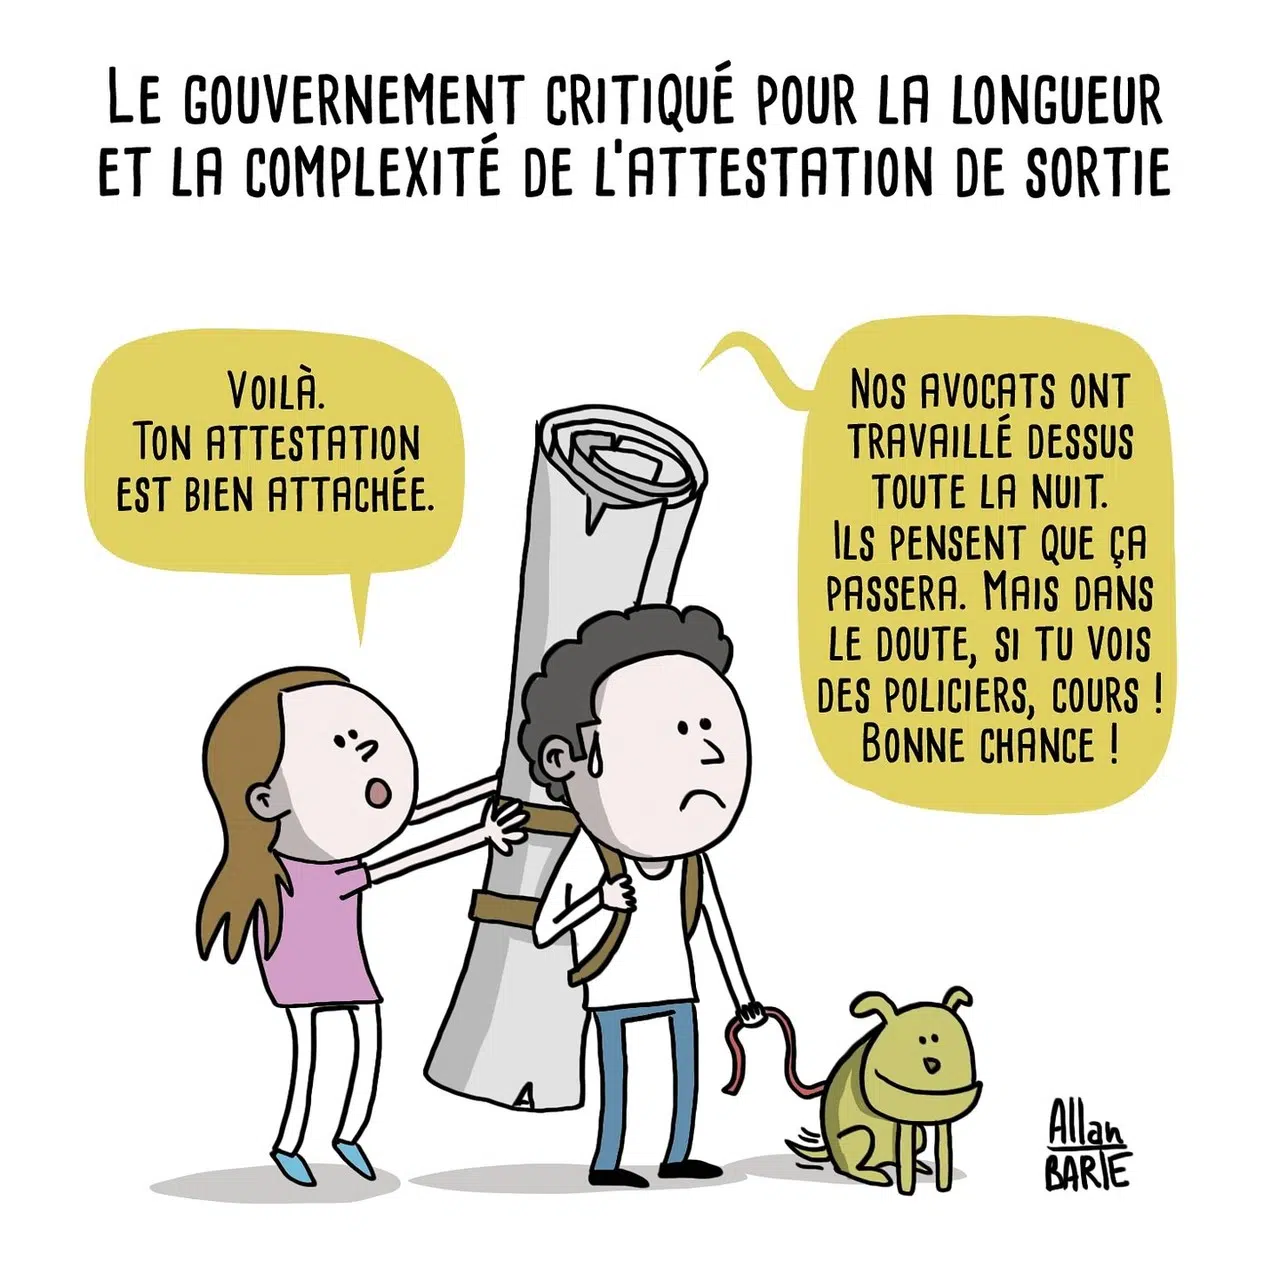 Le gouvernement critiqué pour la longueur
et la complexité de l'attestation de sortie
Voilà.
Ton attestation
est bien attachée.
Nos avocats ont
travaillé dessus
toute la nuit.
Ils pensent que ça
passera. Mais dans
le doute, si tu vois
des policiers, cours !
Bonne chance !
Allan
BARTE